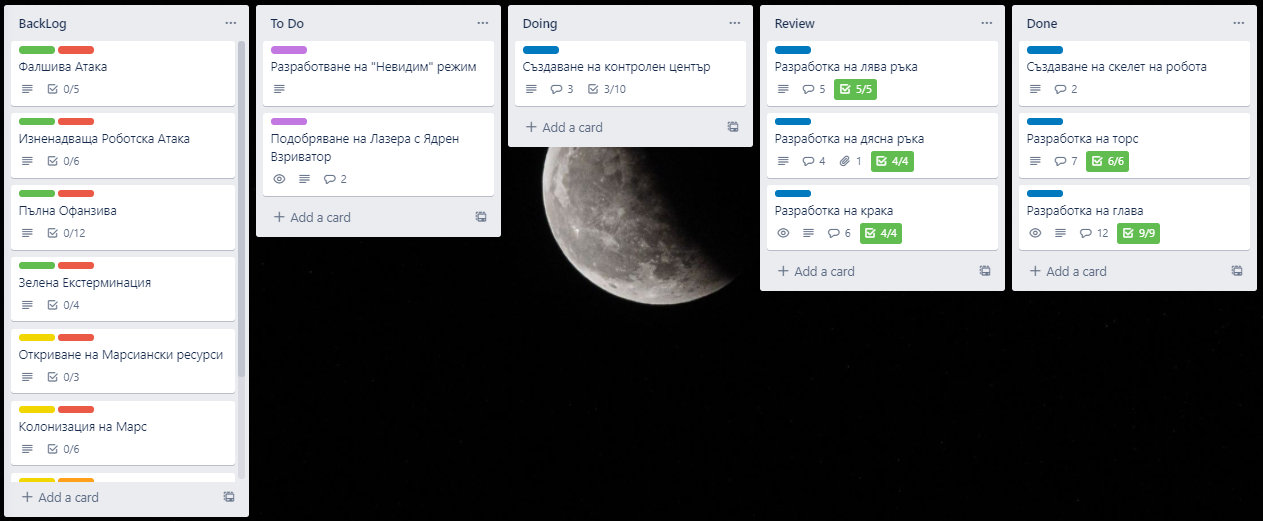 BackLog
Фалшива Атака
0/5
Изненадваща Роботска Атака
0/6
Пълна Офанзива
0/12
Зелена Екстерминация
0/4
Откриване на Марсиански ресурси
0/3
Колонизация на Марс
0/6
Add a card
To Do
Разработване на "Невидим" режим
Подобряване на Лазера с Ядрен
Взриватор
2
Add a card
Doing
Създаване на контролен център
3 3/10
Add a card
Review
Разработка на лява ръка
5 5/5
Разработка на дясна ръка
4 1 4/4
Разработка на крака
6 4/4
Add a card
Done
Създаване на скелет на робота
2
Разработка на торс
7 6/6
Разработка на глава
12 9/9
Add a card